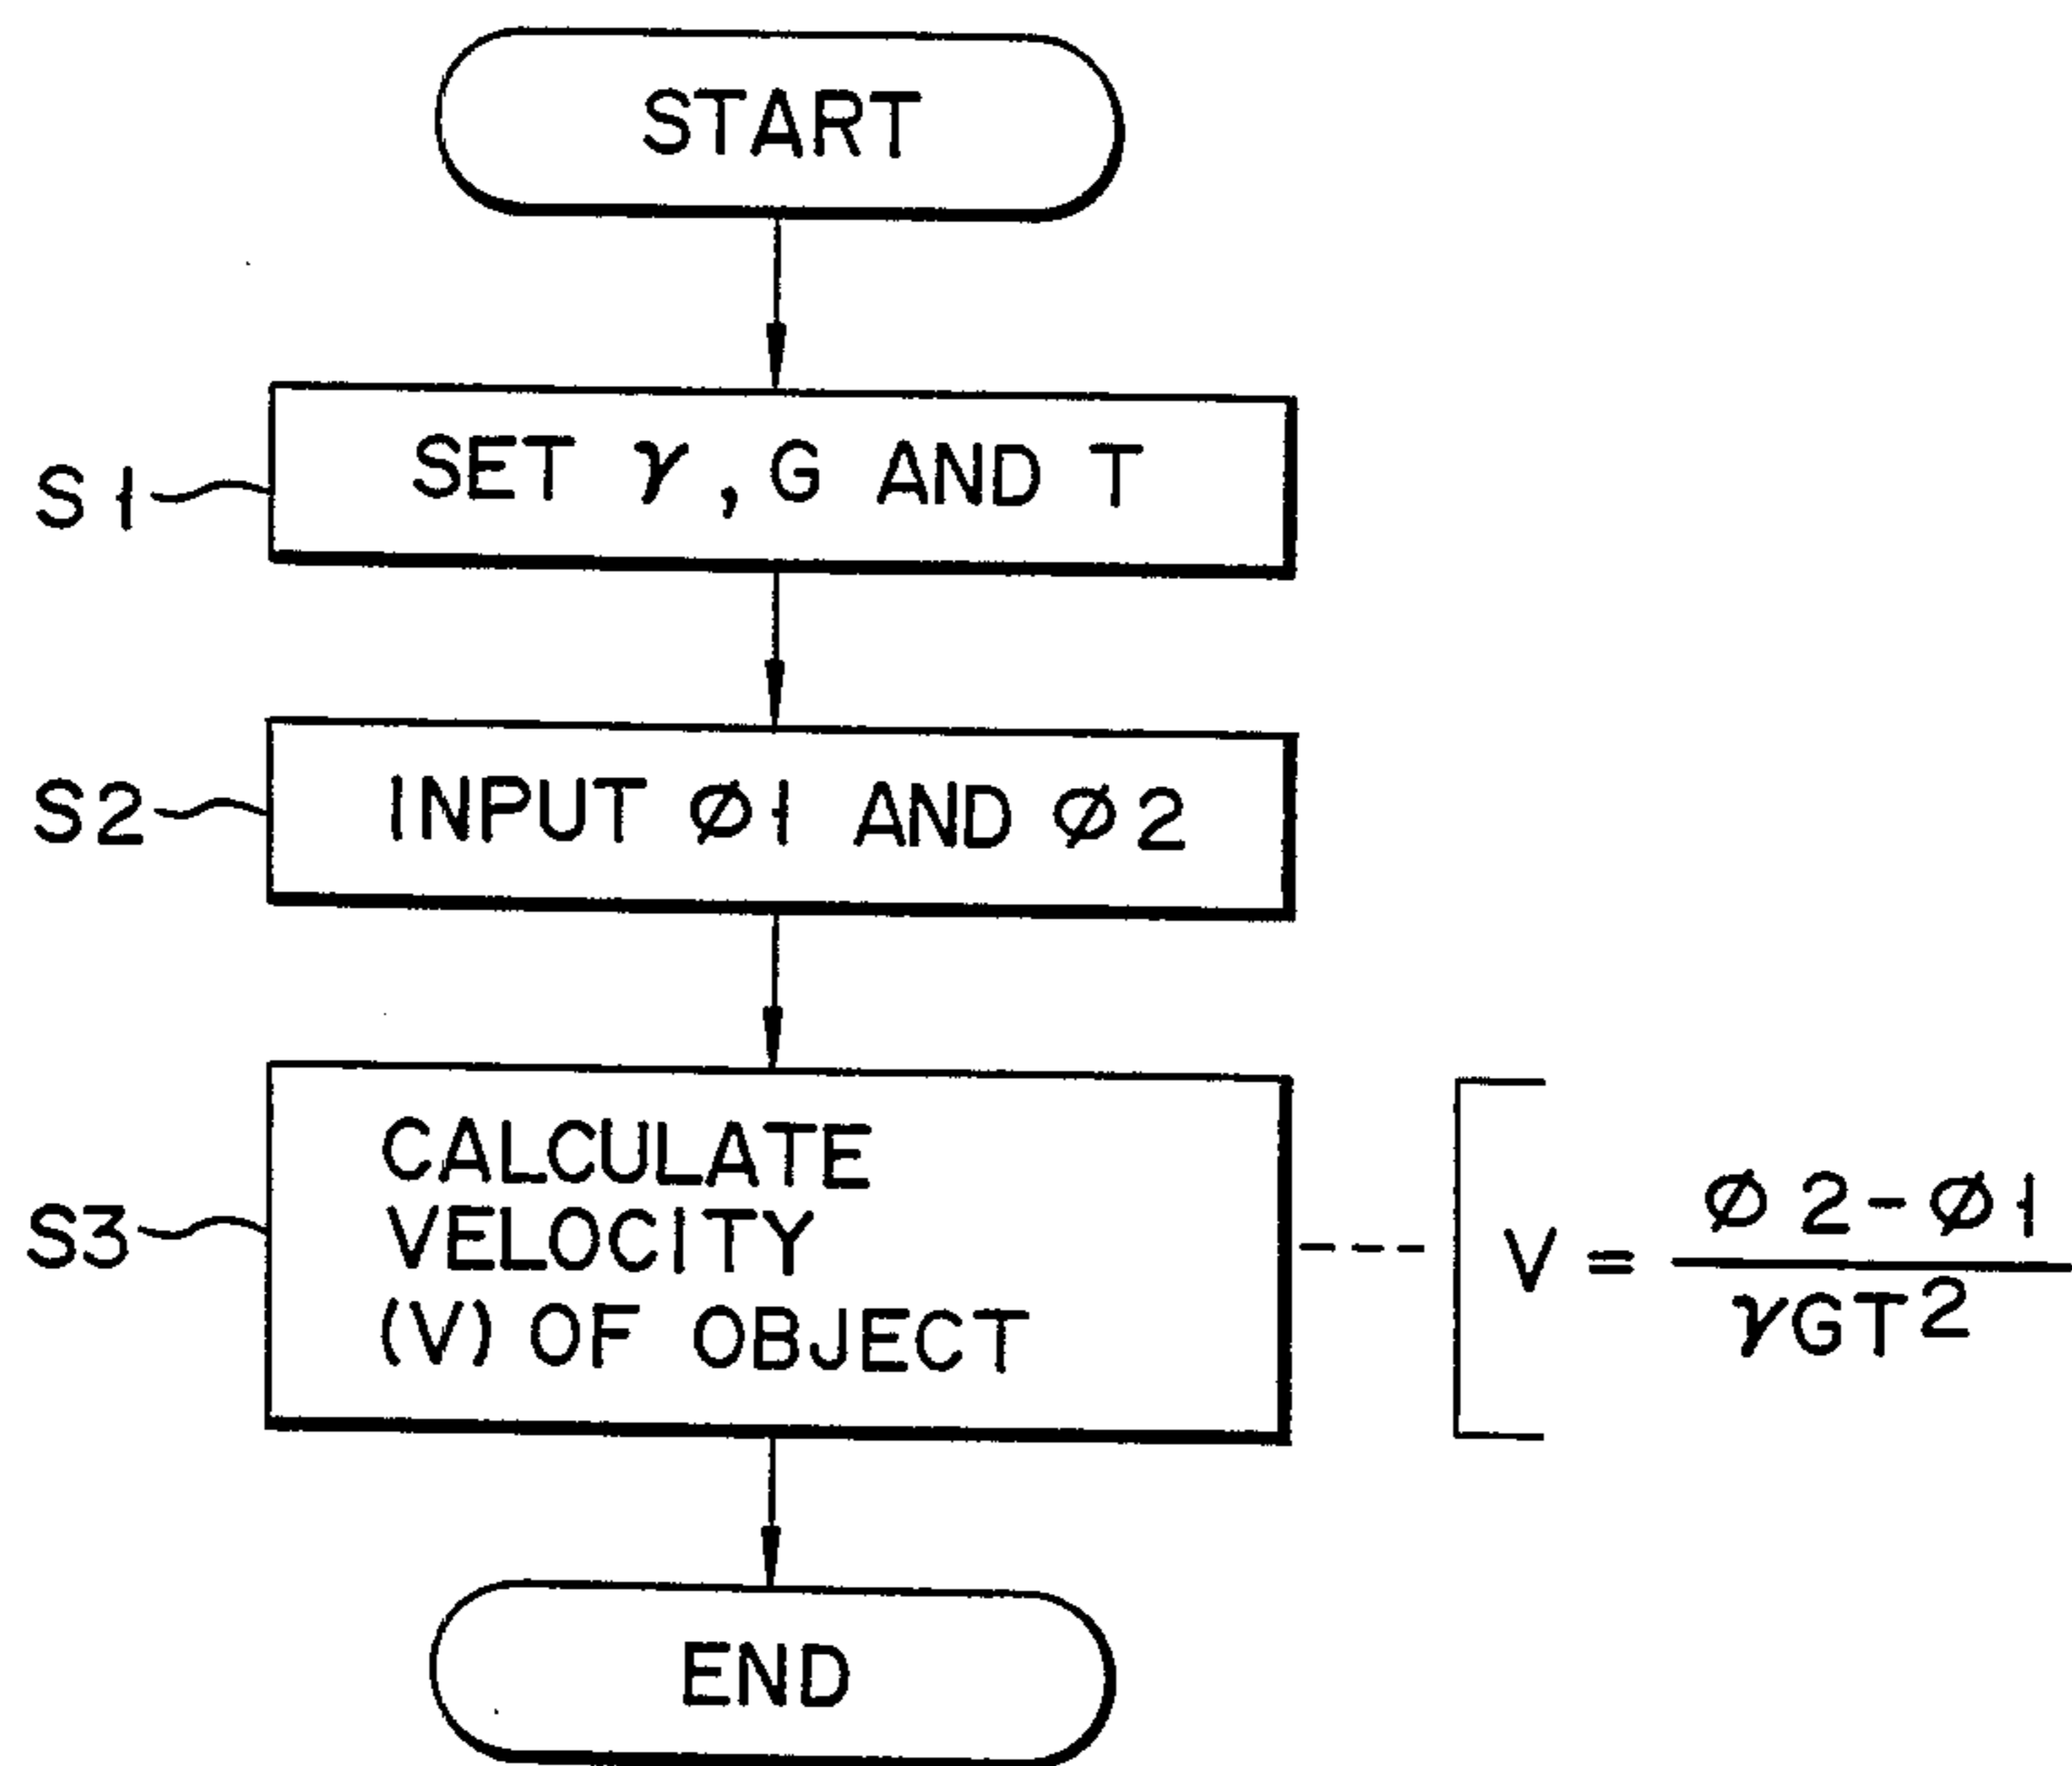 START
S1
SET γ, G AND T
S2
INPUT Ø1 AND Ø2
S3
CALCULATE
VELOCITY
(V) OF OBJECT
V = Ø2-Ø1 / γGT²
END